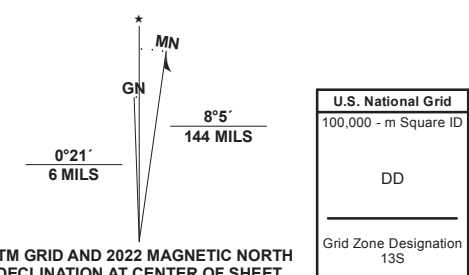 MN
GN
8°5´
144 MILS
0°21´
6 MILS
TM GRID AND 2022 MAGNETIC NORTH
DECLINATION AT CENTER OF SHEET
U.S. National Grid
100,000 - m Square ID
DD
Grid Zone Designation
13S